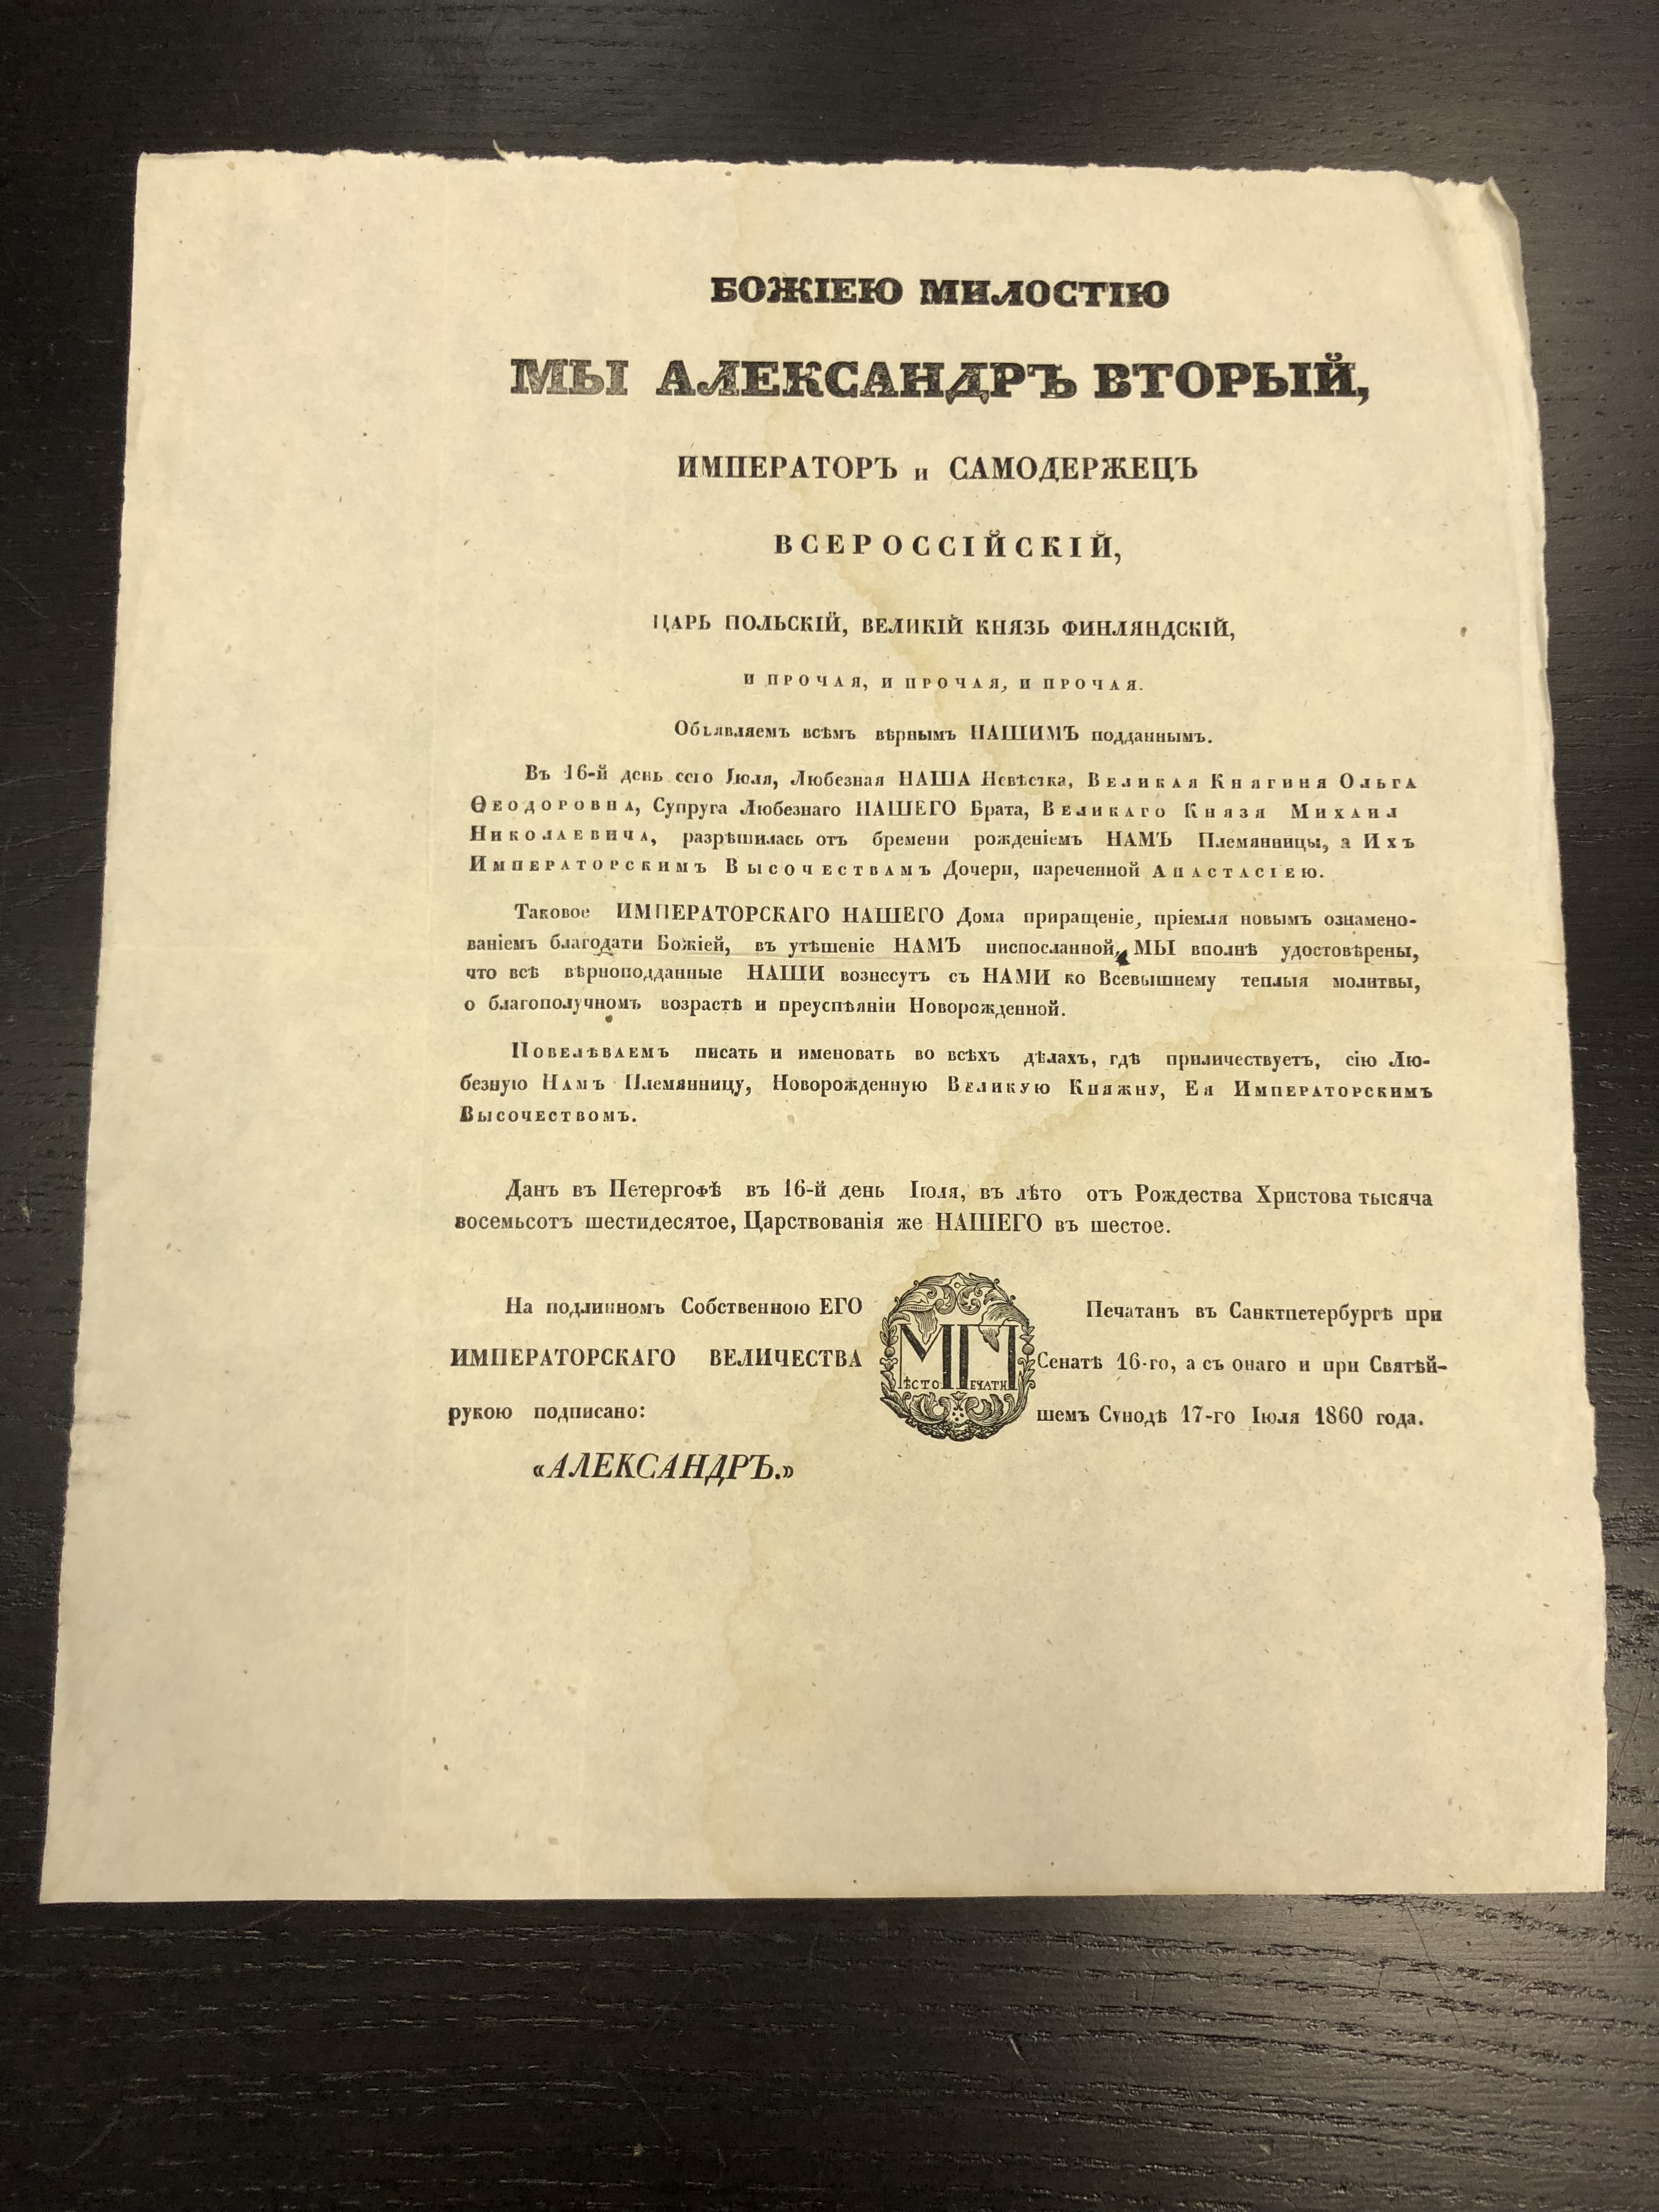 БОЖІЕЮ МИЛОСТІЮ
МЫ АЛЕКСАНДРЪ ВТОРЫЙ,
ИМПЕРАТОРЪ и САМОДЕРЖЕЦЪ
ВСЕРОССІЙСКІЙ,
ЦАРЬ ПОЛЬСКІЙ, ВЕЛИКІЙ КНЯЗЬ ФИНЛЯНДСКІЙ,
И ПРОЧАЯ, И ПРОЧАЯ, И ПРОЧАЯ.
Объявляемъ всѣмъ вѣрнымъ НАШИМЪ подданнымъ.
Въ 16-й день сего Іюля, Любезная НАША Невѣстка, Великая Княгиня Ольга
Ѳеодоровна, Супруга Любезнаго НАШЕГО Брата, Великаго Князя Михаил
Николаевича, разрѣшилась отъ бремени рожденіемъ НАМЪ Племянницы, а Ихъ
Императорскимъ Высочествамъ Дочери, нареченной Анастасіею.
Таковое ИМПЕРАТОРСКАГО НАШЕГО Дома приращеніе, пріемля новымъ ознамено-
ваніемъ благодати Божіей, въ утѣшеніе НАМЪ ниспосланной, МЫ вполнѣ удостовѣрены,
что всѣ вѣрноподданные НАШИ вознесутъ съ НАМИ ко Всевышнему теплыя молитвы,
о благополучномъ возрастѣ и преуспѣяніи Новорожденной.
Повелѣваемъ писать и именовать во всѣхъ дѣлахъ, гдѣ приличествуетъ, сію Лю-
безную Намъ Племянницу, Новорожденную Великую Княжну, Ея Императорскимъ
Высочествомъ.
Данъ въ Петергофѣ въ 16-й день Іюля, въ лѣто отъ Рождества Христова тысяча
восемьсотъ шестидесятое, Царствованія же НАШЕГО въ шестое.
На подлинномъ Собственною ЕГО
ИМПЕРАТОРСКАГО ВЕЛИЧЕСТВА
рукою подписано:
«АЛЕКСАНДРЪ.»
МѢСТО ПЕЧАТИ
Печатанъ въ Санктпетербургѣ при
Сенатѣ 16-го, а съ онаго и при Святѣй-
шемъ Сѵнодѣ 17-го Іюля 1860 года.